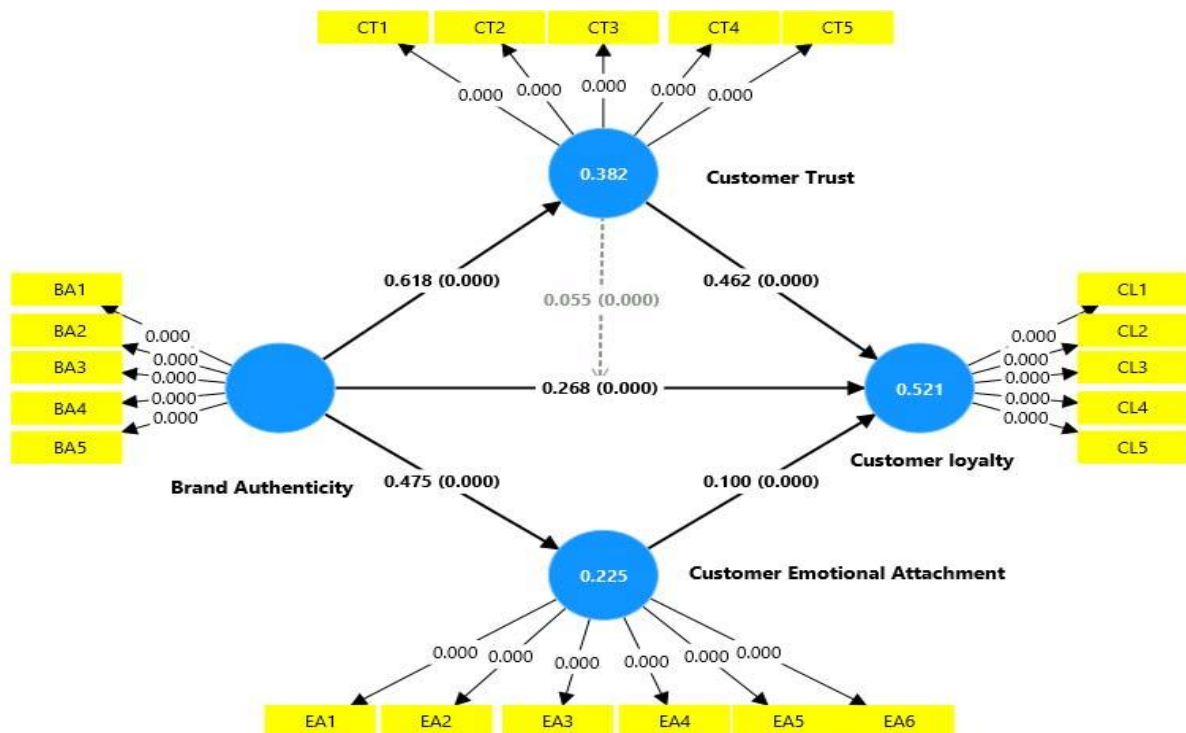 CT1 CT2 CT3 CT4 CT5
0.000 0.000 0.000 0.000 0.000
0.382
Customer Trust
0.618 (0.000)
0.462 (0.000)
0.055 (0.000)
BA1
BA2
BA3
BA4
BA5
0.000
0.000
0.000
0.000
0.000
0.268 (0.000)
0.521
CL1
CL2
CL3
CL4
CL5
0.000
0.000
0.000
0.000
0.000
Brand Authenticity
Customer loyalty
0.475 (0.000)
0.100 (0.000)
0.225
Customer Emotional Attachment
0.000 0.000 0.000 0.000 0.000 0.000
EA1 EA2 EA3 EA4 EA5 EA6